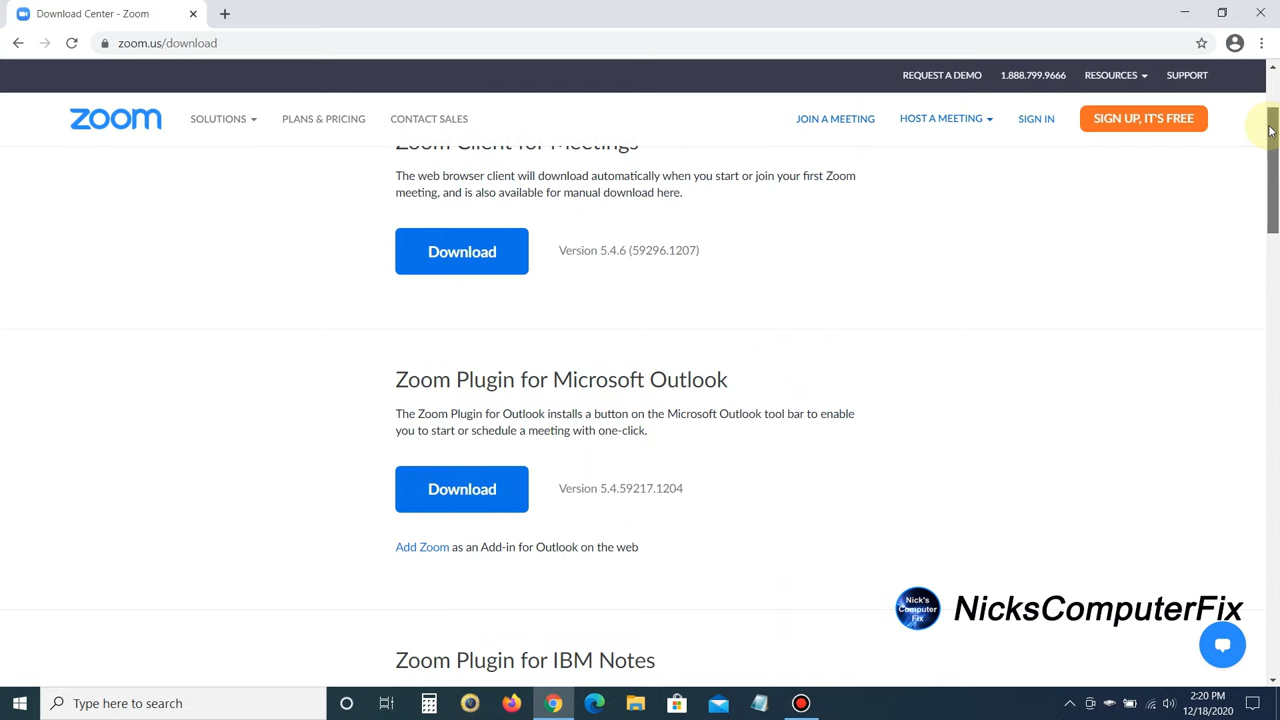 Download Center - Zoom
zoom.us/download
REQUEST A DEMO 1.888.799.9666 RESOURCES SUPPORT
zoom SOLUTIONS PLANS & PRICING CONTACT SALES JOIN A MEETING HOST A MEETING SIGN IN SIGN UP, IT'S FREE
Zoom Client for Meetings
The web browser client will download automatically when you start or join your first Zoom
meeting, and is also available for manual download here.
Download Version 5.4.6 (59296.1207)
Zoom Plugin for Microsoft Outlook
The Zoom Plugin for Outlook installs a button on the Microsoft Outlook tool bar to enable
you to start or schedule a meeting with one-click.
Download Version 5.4.59217.1204
Add Zoom as an Add-in for Outlook on the web
Nick's
Computer
Fix
NicksComputerFix
Zoom Plugin for IBM Notes
Type here to search
2:20 PM
12/18/2020